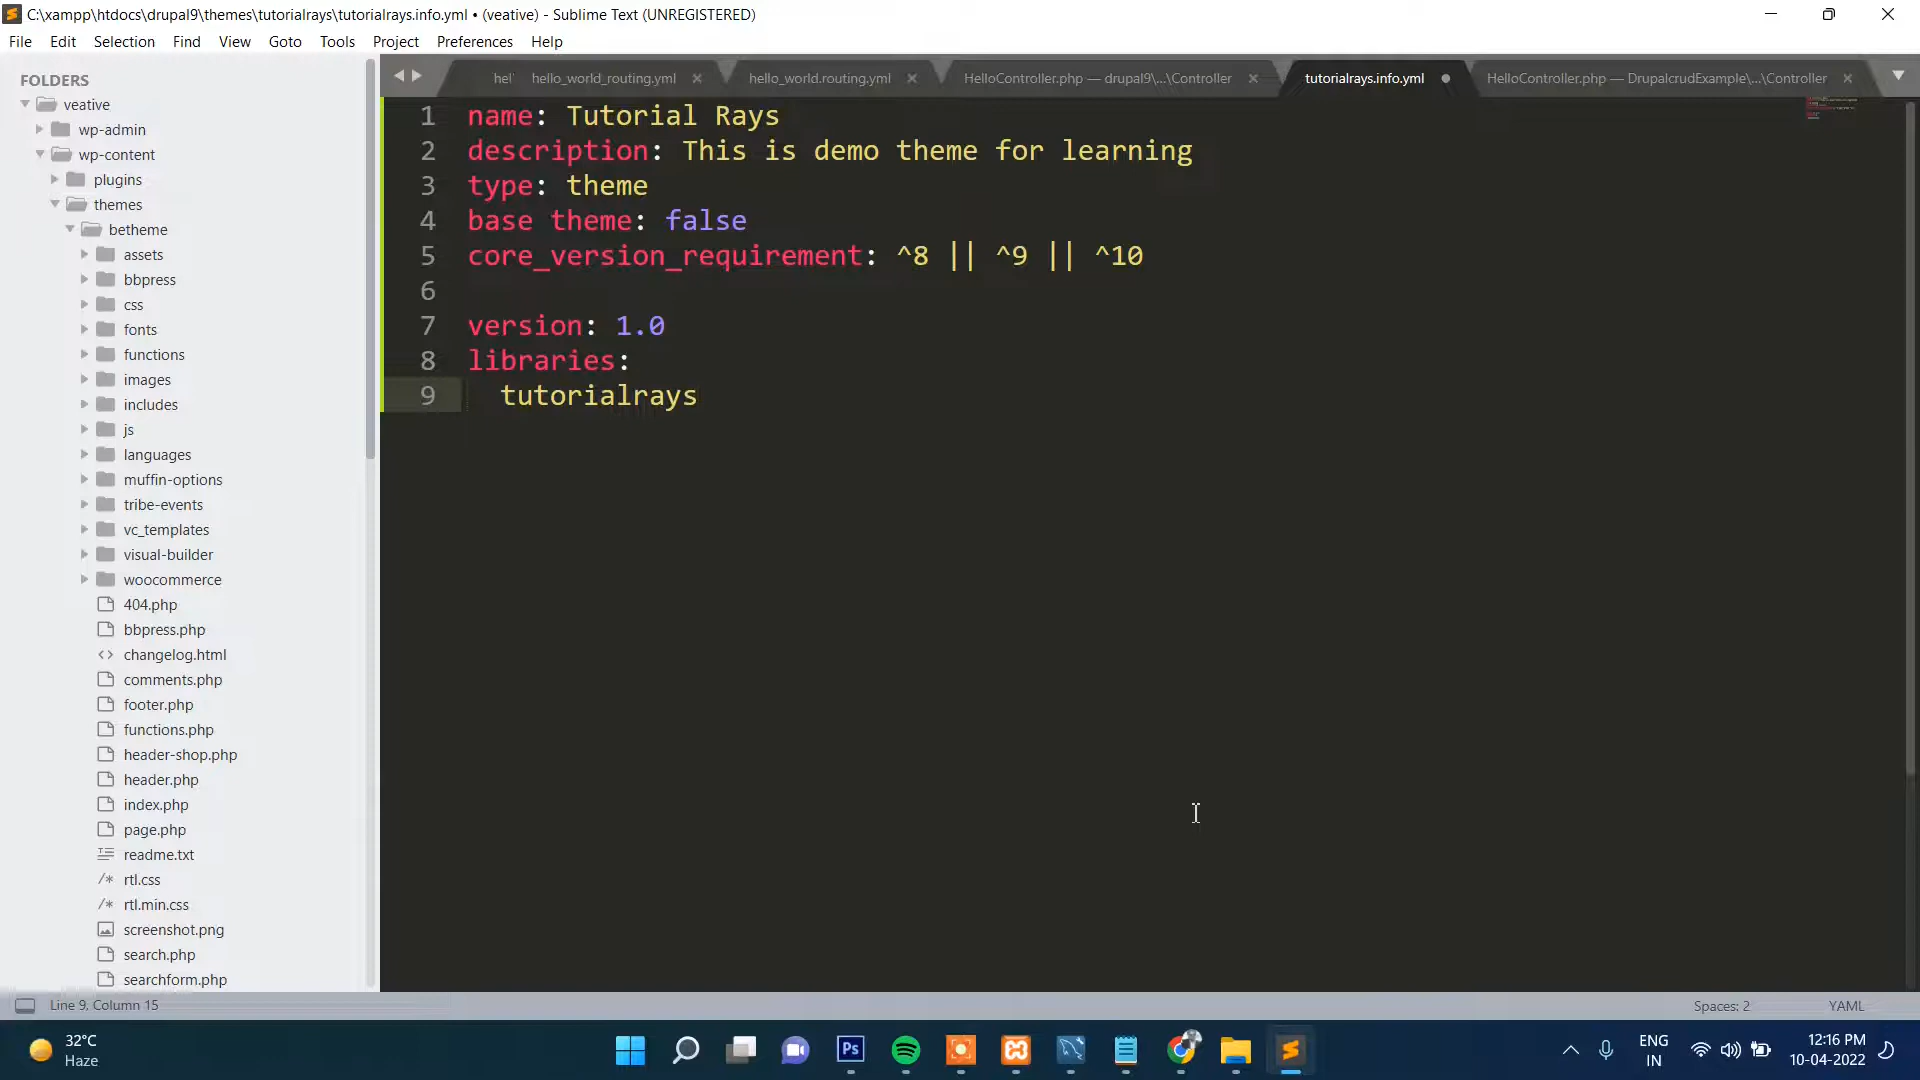 C:\xampp\htdocs\drupal9\themes\tutorialrays\tutorialrays.info.yml • (veative) - Sublime Text (UNREGISTERED)
File Edit Selection Find View Goto Tools Project Preferences Help
hel' hello_world_routing.yml hello_world.routing.yml HelloController.php — drupal9\...\Controller tutorialrays.info.yml HelloController.php — DrupalcrudExample\...\Controller
FOLDERS
veative
wp-admin
wp-content
plugins
themes
betheme
assets
bbpress
css
fonts
functions
images
includes
js
languages
muffin-options
tribe-events
vc_templates
visual-builder
woocommerce
404.php
bbpress.php
changelog.html
comments.php
footer.php
functions.php
header-shop.php
header.php
index.php
page.php
readme.txt
rtl.css
rtl.min.css
screenshot.png
search.php
searchform.php
1 name: Tutorial Rays
2 description: This is demo theme for learning
3 type: theme
4 base theme: false
5 core_version_requirement: ^8 || ^9 || ^10
6
7 version: 1.0
8 libraries:
9 tutorialrays
Line 9, Column 15
Spaces: 2
YAML
32°C
Haze
Ps
ENG
IN
12:16 PM
10-04-2022